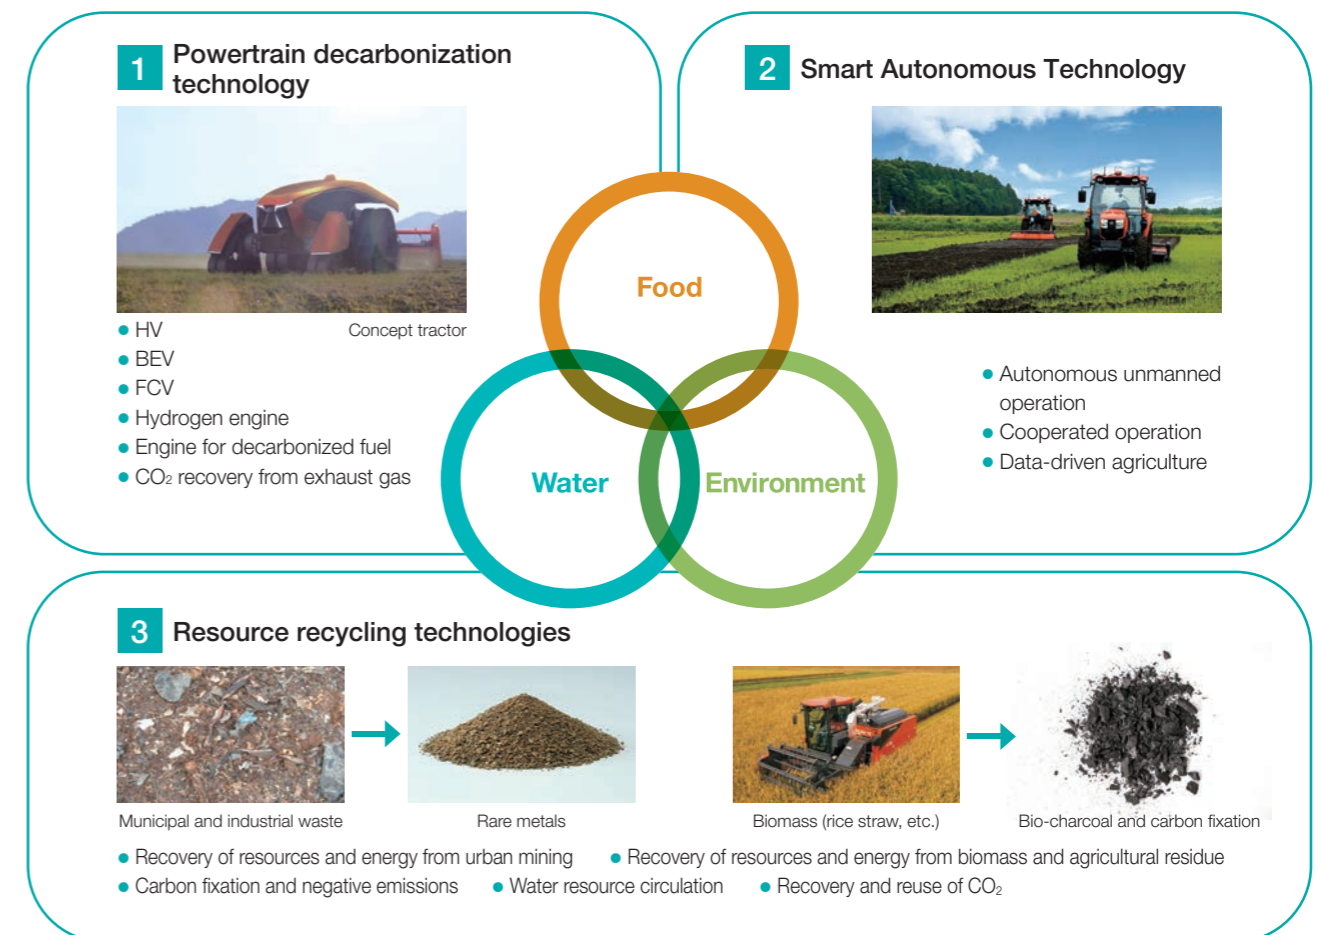 1
Powertrain decarbonization
technology
Concept tractor
● HV
● BEV
● FCV
● Hydrogen engine
● Engine for decarbonized fuel
● CO₂ recovery from exhaust gas
2
Smart Autonomous Technology
● Autonomous unmanned
operation
● Cooperated operation
● Data-driven agriculture
Food
Water
Environment
3
Resource recycling technologies
Municipal and industrial waste
Rare metals
Biomass (rice straw, etc.)
Bio-charcoal and carbon fixation
● Recovery of resources and energy from urban mining
● Recovery of resources and energy from biomass and agricultural residue
● Carbon fixation and negative emissions
● Water resource circulation
● Recovery and reuse of CO₂